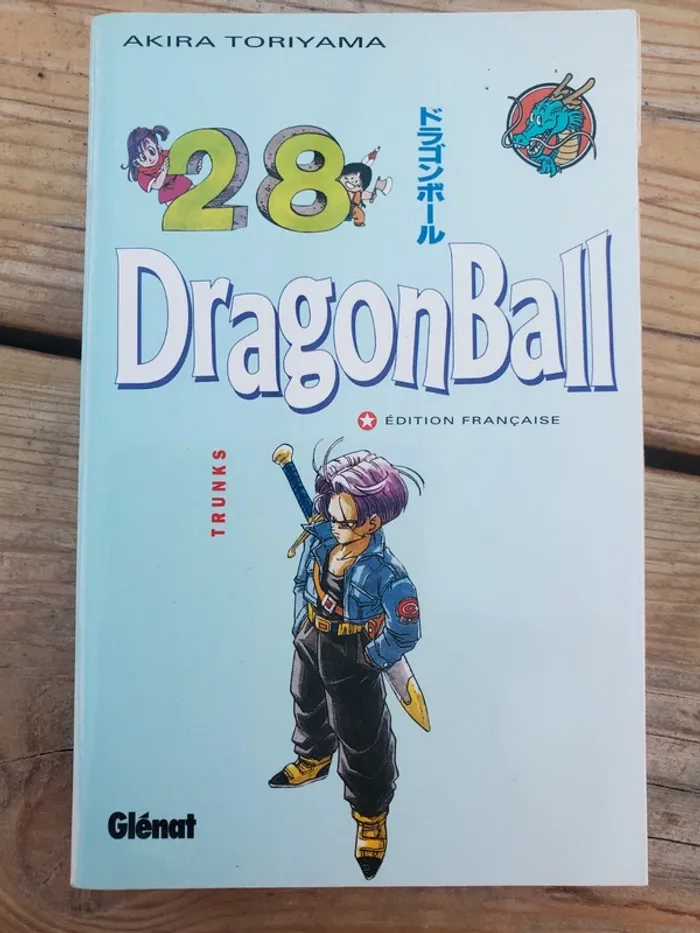 AKIRA TORIYAMA
28
ドラゴンボール
DragonBall
ÉDITION FRANÇAISE
TRUNKS
Glénat